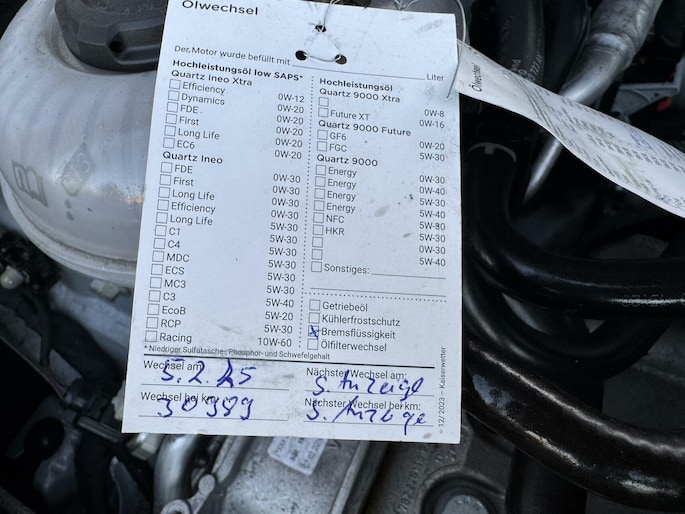 Ölwechsel
Der Motor wurde befüllt mit Liter
Hochleistungsöl low SAPS*
Quartz Ineo Xtra
Efficiency 0W-12
Dynamics 0W-20
FDE 0W-20
First 0W-20
Long Life 0W-20
EC6
Quartz Ineo
FDE 0W-30
First 0W-30
Long Life 0W-30
Efficiency 0W-30
Long Life 5W-30
C1 5W-30
C4 5W-30
MDC 5W-30
ECS 5W-30
MC3 5W-30
C3 5W-40
EcoB 5W-20
RCP 5W-30
Racing 10W-60
* Niedriger Sulfatasche-, Phosphor- und Schwefelgehalt
Hochleistungsöl
Quartz 9000 Xtra
0W-8
Future XT 0W-16
Quartz 9000 Future
GF6 0W-20
FGC 5W-30
Quartz 9000
Energy 0W-30
Energy 0W-40
Energy 5W-30
Energy 5W-40
NFC 5W-80
HKR 5W-30
0W-30
5W-40
Sonstiges:
Getriebeöl
Kühlerfrostschutz
Bremsflüssigkeit
Ölfilterwechsel
Wechsel am:
5.2.25
Wechsel bei km:
30989
Nächster Wechsel am:
s. Anzeige
Nächster Wechsel bei km:
s. Anzeige
12/2023 – Kaiserwetter
Ölwechsel